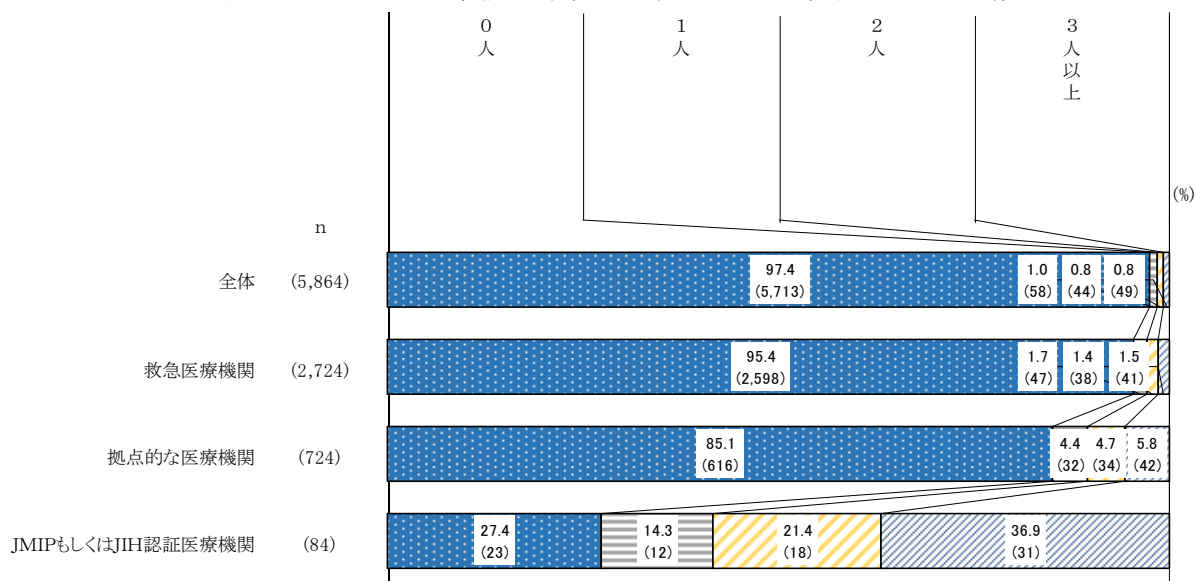 0人
1人
2人
3人以上
(%)
n
全体 (5,864) 97.4 1.0 0.8 0.8
(5,713) (58) (44) (49)
救急医療機関 (2,724) 95.4 1.7 1.4 1.5
(2,598) (47) (38) (41)
拠点的な医療機関 (724) 85.1 4.4 4.7 5.8
(616) (32) (34) (42)
JMIPもしくはJIH認証医療機関 (84) 27.4 14.3 21.4 36.9
(23) (12) (18) (31)